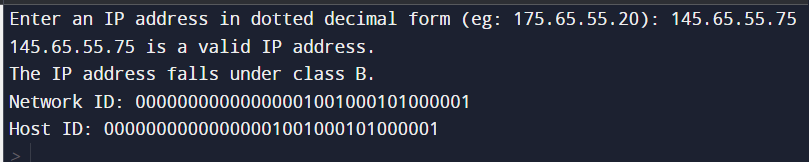 Enter an IP address in dotted decimal form (eg: 175.65.55.20): 145.65.55.75
145.65.55.75 is a valid IP address.
The IP address falls under class B.
Network ID: 00000000000000001001000101000001
Host ID: 00000000000000001001000101000001
>